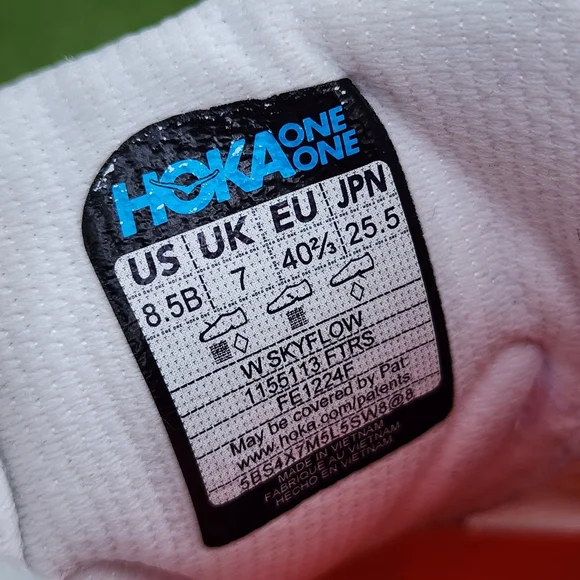 HOKA ONE ONE
US UK EU JPN
8.5B 7 40⅔ 25.5
W SKYFLOW
1155113 FTRS
FE1224F
May be covered by Pat.
www.hoka.com/patents
5BS4X7M5L5SW8@8
MADE IN VIETNAM
FABRIQUE AU VIETNAM
HECHO EN VIETNAM